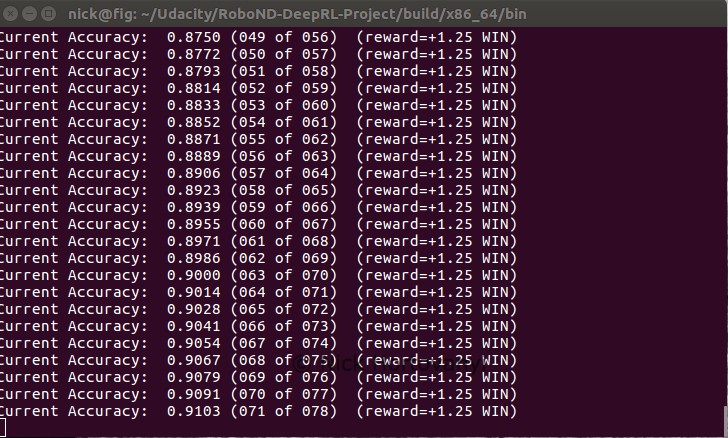 nick@fig: ~/Udacity/RoboND-DeepRL-Project/build/x86_64/bin
Current Accuracy: 0.8750 (049 of 056) (reward=+1.25 WIN)
Current Accuracy: 0.8772 (050 of 057) (reward=+1.25 WIN)
Current Accuracy: 0.8793 (051 of 058) (reward=+1.25 WIN)
Current Accuracy: 0.8814 (052 of 059) (reward=+1.25 WIN)
Current Accuracy: 0.8833 (053 of 060) (reward=+1.25 WIN)
Current Accuracy: 0.8852 (054 of 061) (reward=+1.25 WIN)
Current Accuracy: 0.8871 (055 of 062) (reward=+1.25 WIN)
Current Accuracy: 0.8889 (056 of 063) (reward=+1.25 WIN)
Current Accuracy: 0.8906 (057 of 064) (reward=+1.25 WIN)
Current Accuracy: 0.8923 (058 of 065) (reward=+1.25 WIN)
Current Accuracy: 0.8939 (059 of 066) (reward=+1.25 WIN)
Current Accuracy: 0.8955 (060 of 067) (reward=+1.25 WIN)
Current Accuracy: 0.8971 (061 of 068) (reward=+1.25 WIN)
Current Accuracy: 0.8986 (062 of 069) (reward=+1.25 WIN)
Current Accuracy: 0.9000 (063 of 070) (reward=+1.25 WIN)
Current Accuracy: 0.9014 (064 of 071) (reward=+1.25 WIN)
Current Accuracy: 0.9028 (065 of 072) (reward=+1.25 WIN)
Current Accuracy: 0.9041 (066 of 073) (reward=+1.25 WIN)
Current Accuracy: 0.9054 (067 of 074) (reward=+1.25 WIN)
Current Accuracy: 0.9067 (068 of 075) (reward=+1.25 WIN)
Current Accuracy: 0.9079 (069 of 076) (reward=+1.25 WIN)
Current Accuracy: 0.9091 (070 of 077) (reward=+1.25 WIN)
Current Accuracy: 0.9103 (071 of 078) (reward=+1.25 WIN)